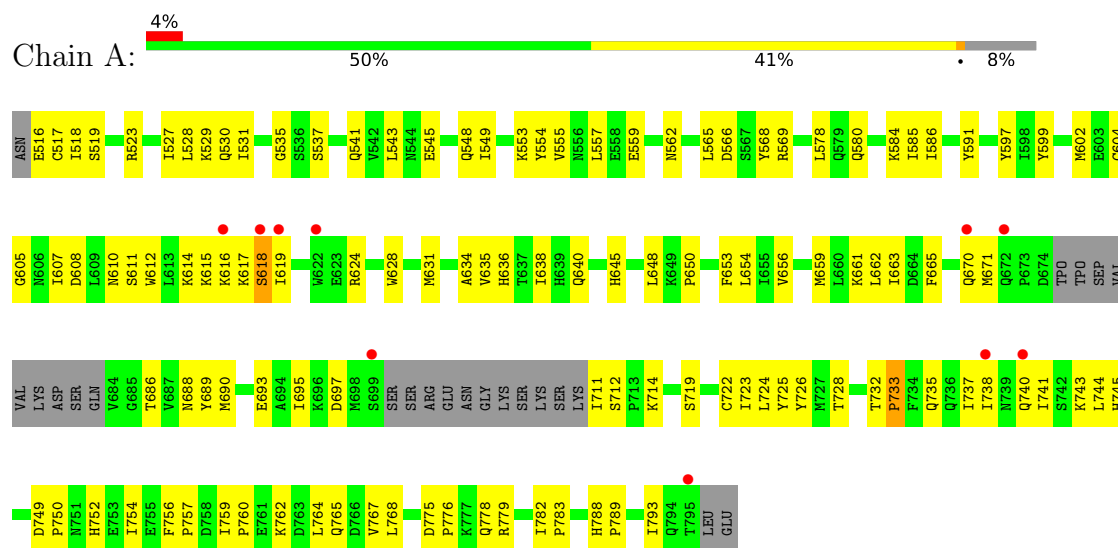 4%
Chain A:
50% 41% • 8%
ASN E516 C517 I518 S519 R523 I527 L528 K529 Q530 I531 G535 S536 S537 Q541 V542 L543 N544 E545 Q548 I549 K553 Y554 V555 N556 L557 E558 E559 N562 L565 D566 S567 Y568 R569 L578 Q579 Q580 K584 I585 I586 Y591 Y597 I598 Y599 M602 E603 C604
G605 N606 I607 D608 L609 N610 S611 W612 L613 K614 K615 K616 K617 S618 I619 W622 E623 R624 W628 M631 A634 V635 H636 T637 I638 H639 Q640 H645 L648 K649 P650 F653 L654 I655 V656 M659 L660 K661 L662 I663 D664 F665 Q670 M671 Q672 P673 D674 TPO TPO SEP VAL
VAL LYS ASP SER GLN V684 G685 T686 V687 N688 Y689 M690 E693 A694 I695 K696 D697 M698 S699 SER SER ARG GLU ASN GLY LYS SER LYS SER LYS I711 S712 P713 K714 S719 C722 I723 L724 Y725 Y726 M727 T728 T732 P733 F734 Q735 Q736 I737 I738 N739 Q740 I741 S742 K743 L744 H745
D749 P750 N751 H752 E753 I754 E755 F756 P757 D758 I759 P760 E761 K762 D763 L764 Q765 D766 V767 L768 D775 P776 K777 Q778 R779 I782 P783 H788 P789 I793 Q794 T795 LEU GLU